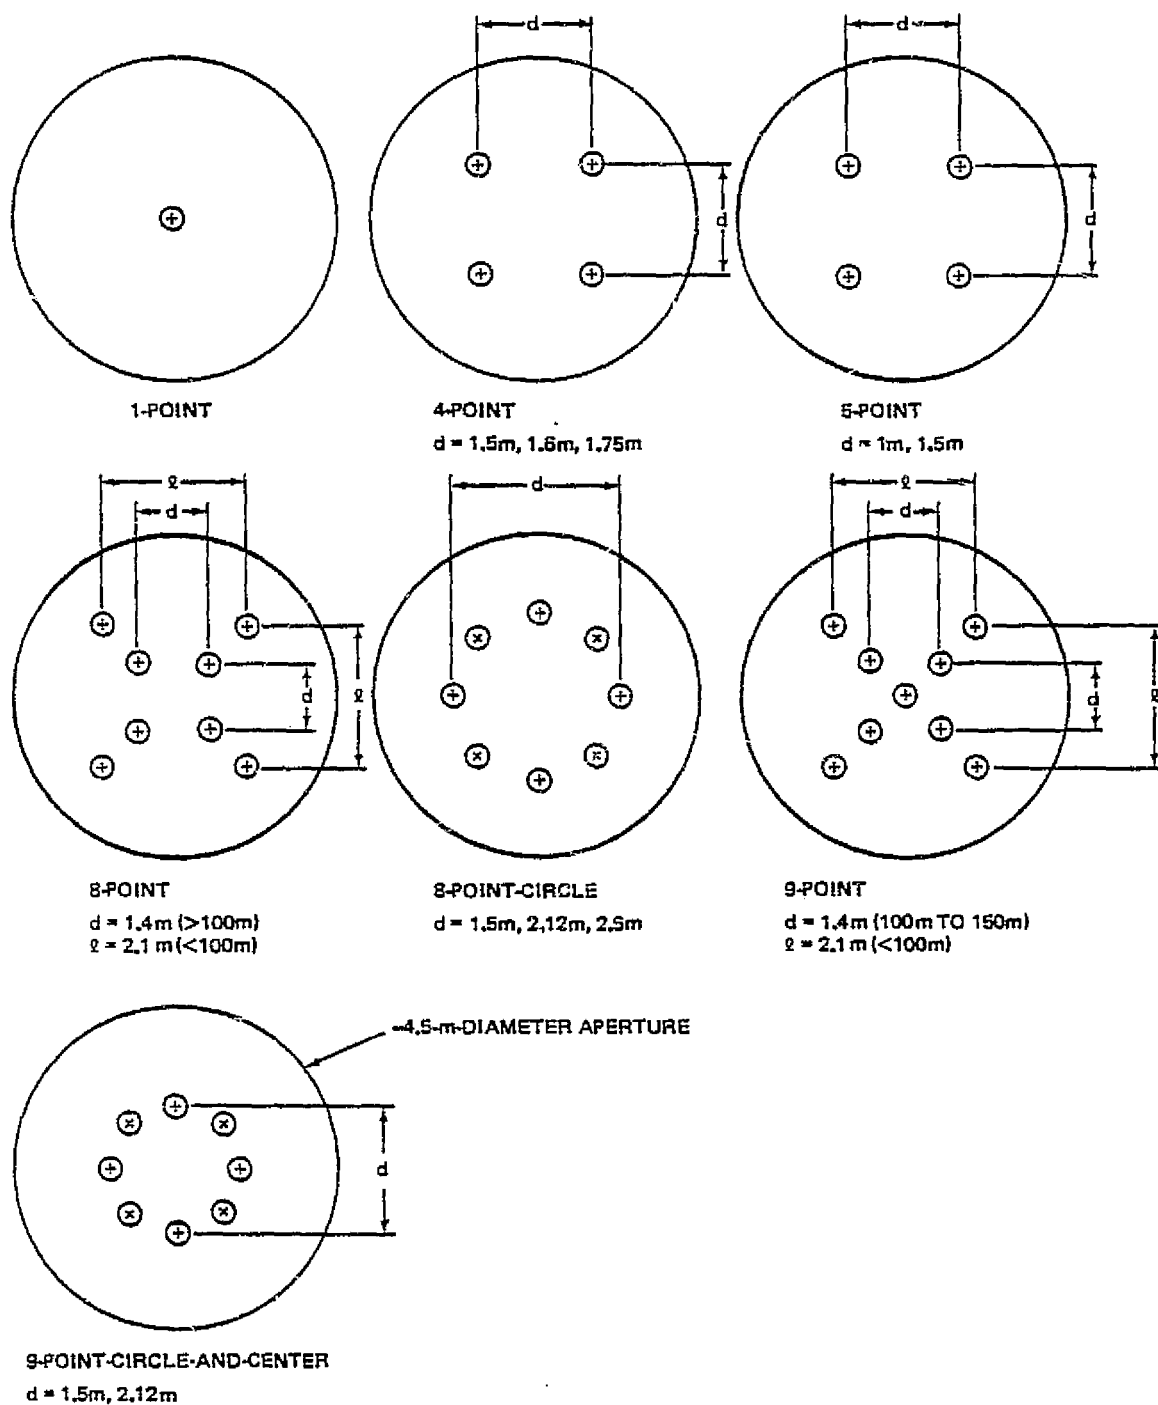 d
d
d
d
1-POINT
4-POINT
d = 1.5m, 1.6m, 1.75m
5-POINT
d = 1m, 1.5m
ℓ
d
d
ℓ
d
ℓ
d
d
ℓ
8-POINT
d = 1.4m (>100m)
ℓ = 2.1 m (<100m)
8-POINT-CIRCLE
d = 1.5m, 2,12m, 2.5m
9-POINT
d = 1.4m (100m TO 150m)
ℓ = 2.1 m (<100m)
-4.5-m-DIAMETER APERTURE
d
9-POINT-CIRCLE-AND-CENTER
d = 1.5m, 2.12m